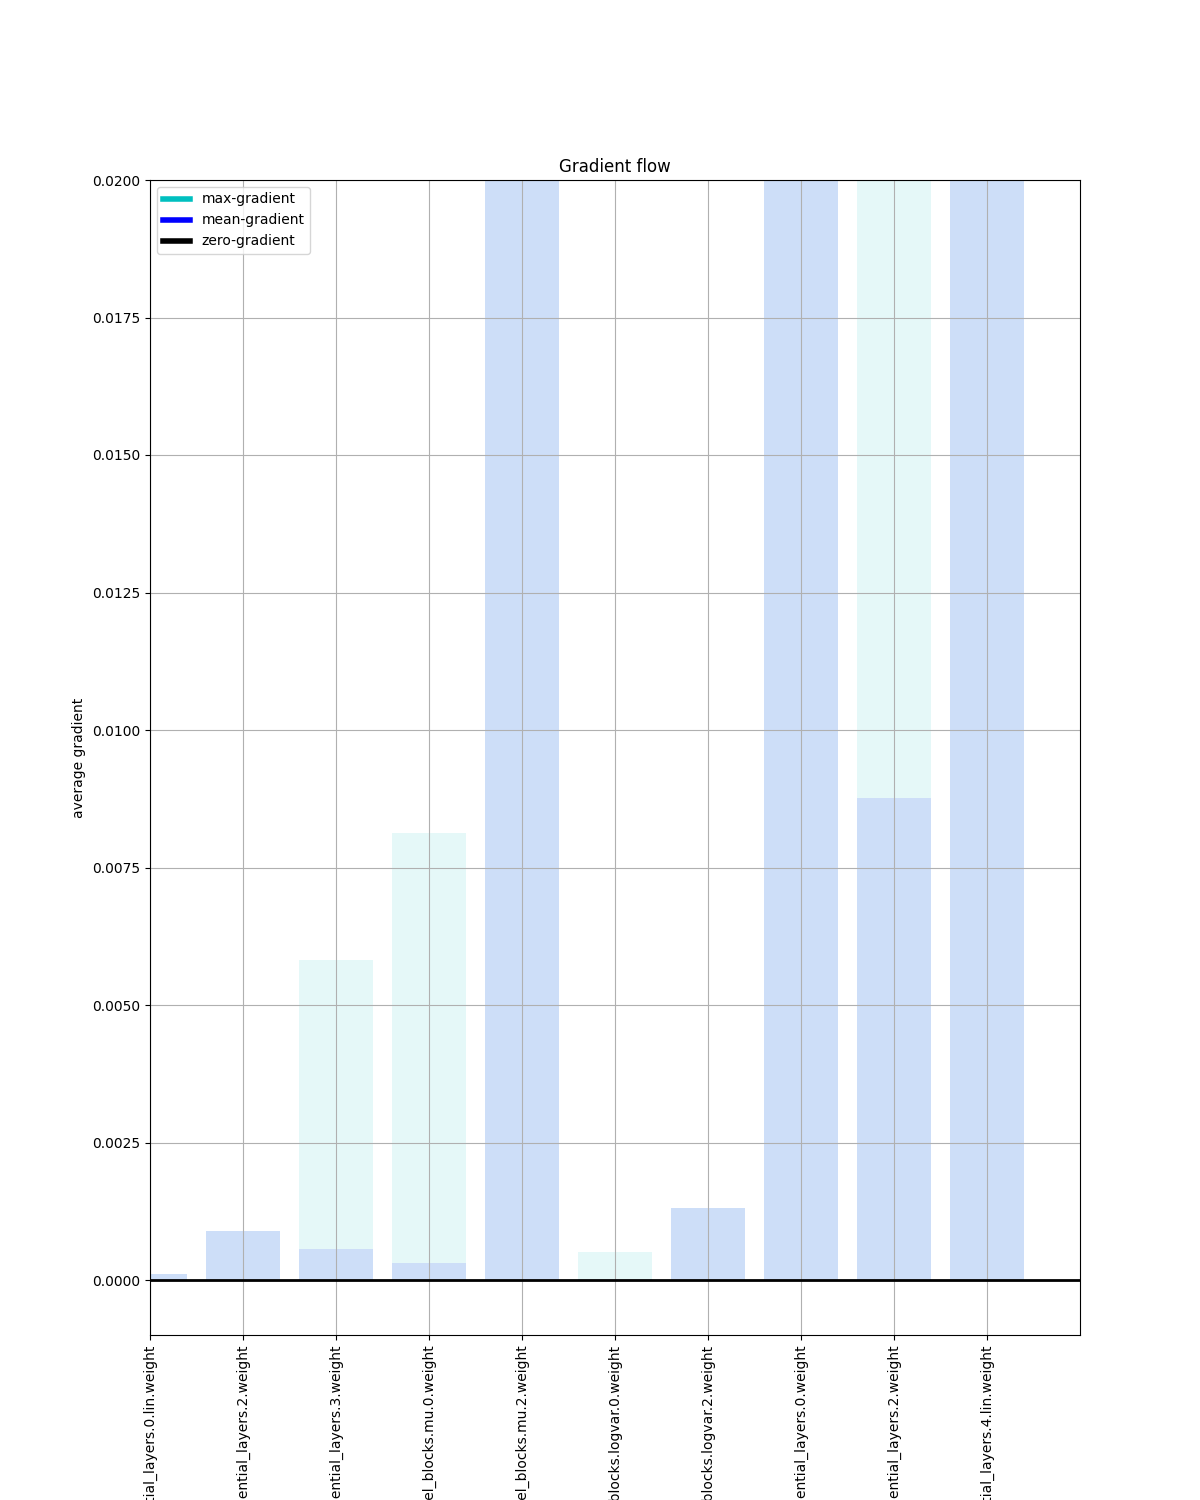 Gradient flow
max-gradient
mean-gradient
zero-gradient
0.0200
0.0175
0.0150
0.0125
0.0100
0.0075
0.0050
0.0025
0.0000
average gradient
tial_layers.0.lin.weight
ential_layers.2.weight
ential_layers.3.weight
el_blocks.mu.0.weight
el_blocks.mu.2.weight
blocks.logvar.0.weight
blocks.logvar.2.weight
ential_layers.0.weight
ential_layers.2.weight
tial_layers.4.lin.weight